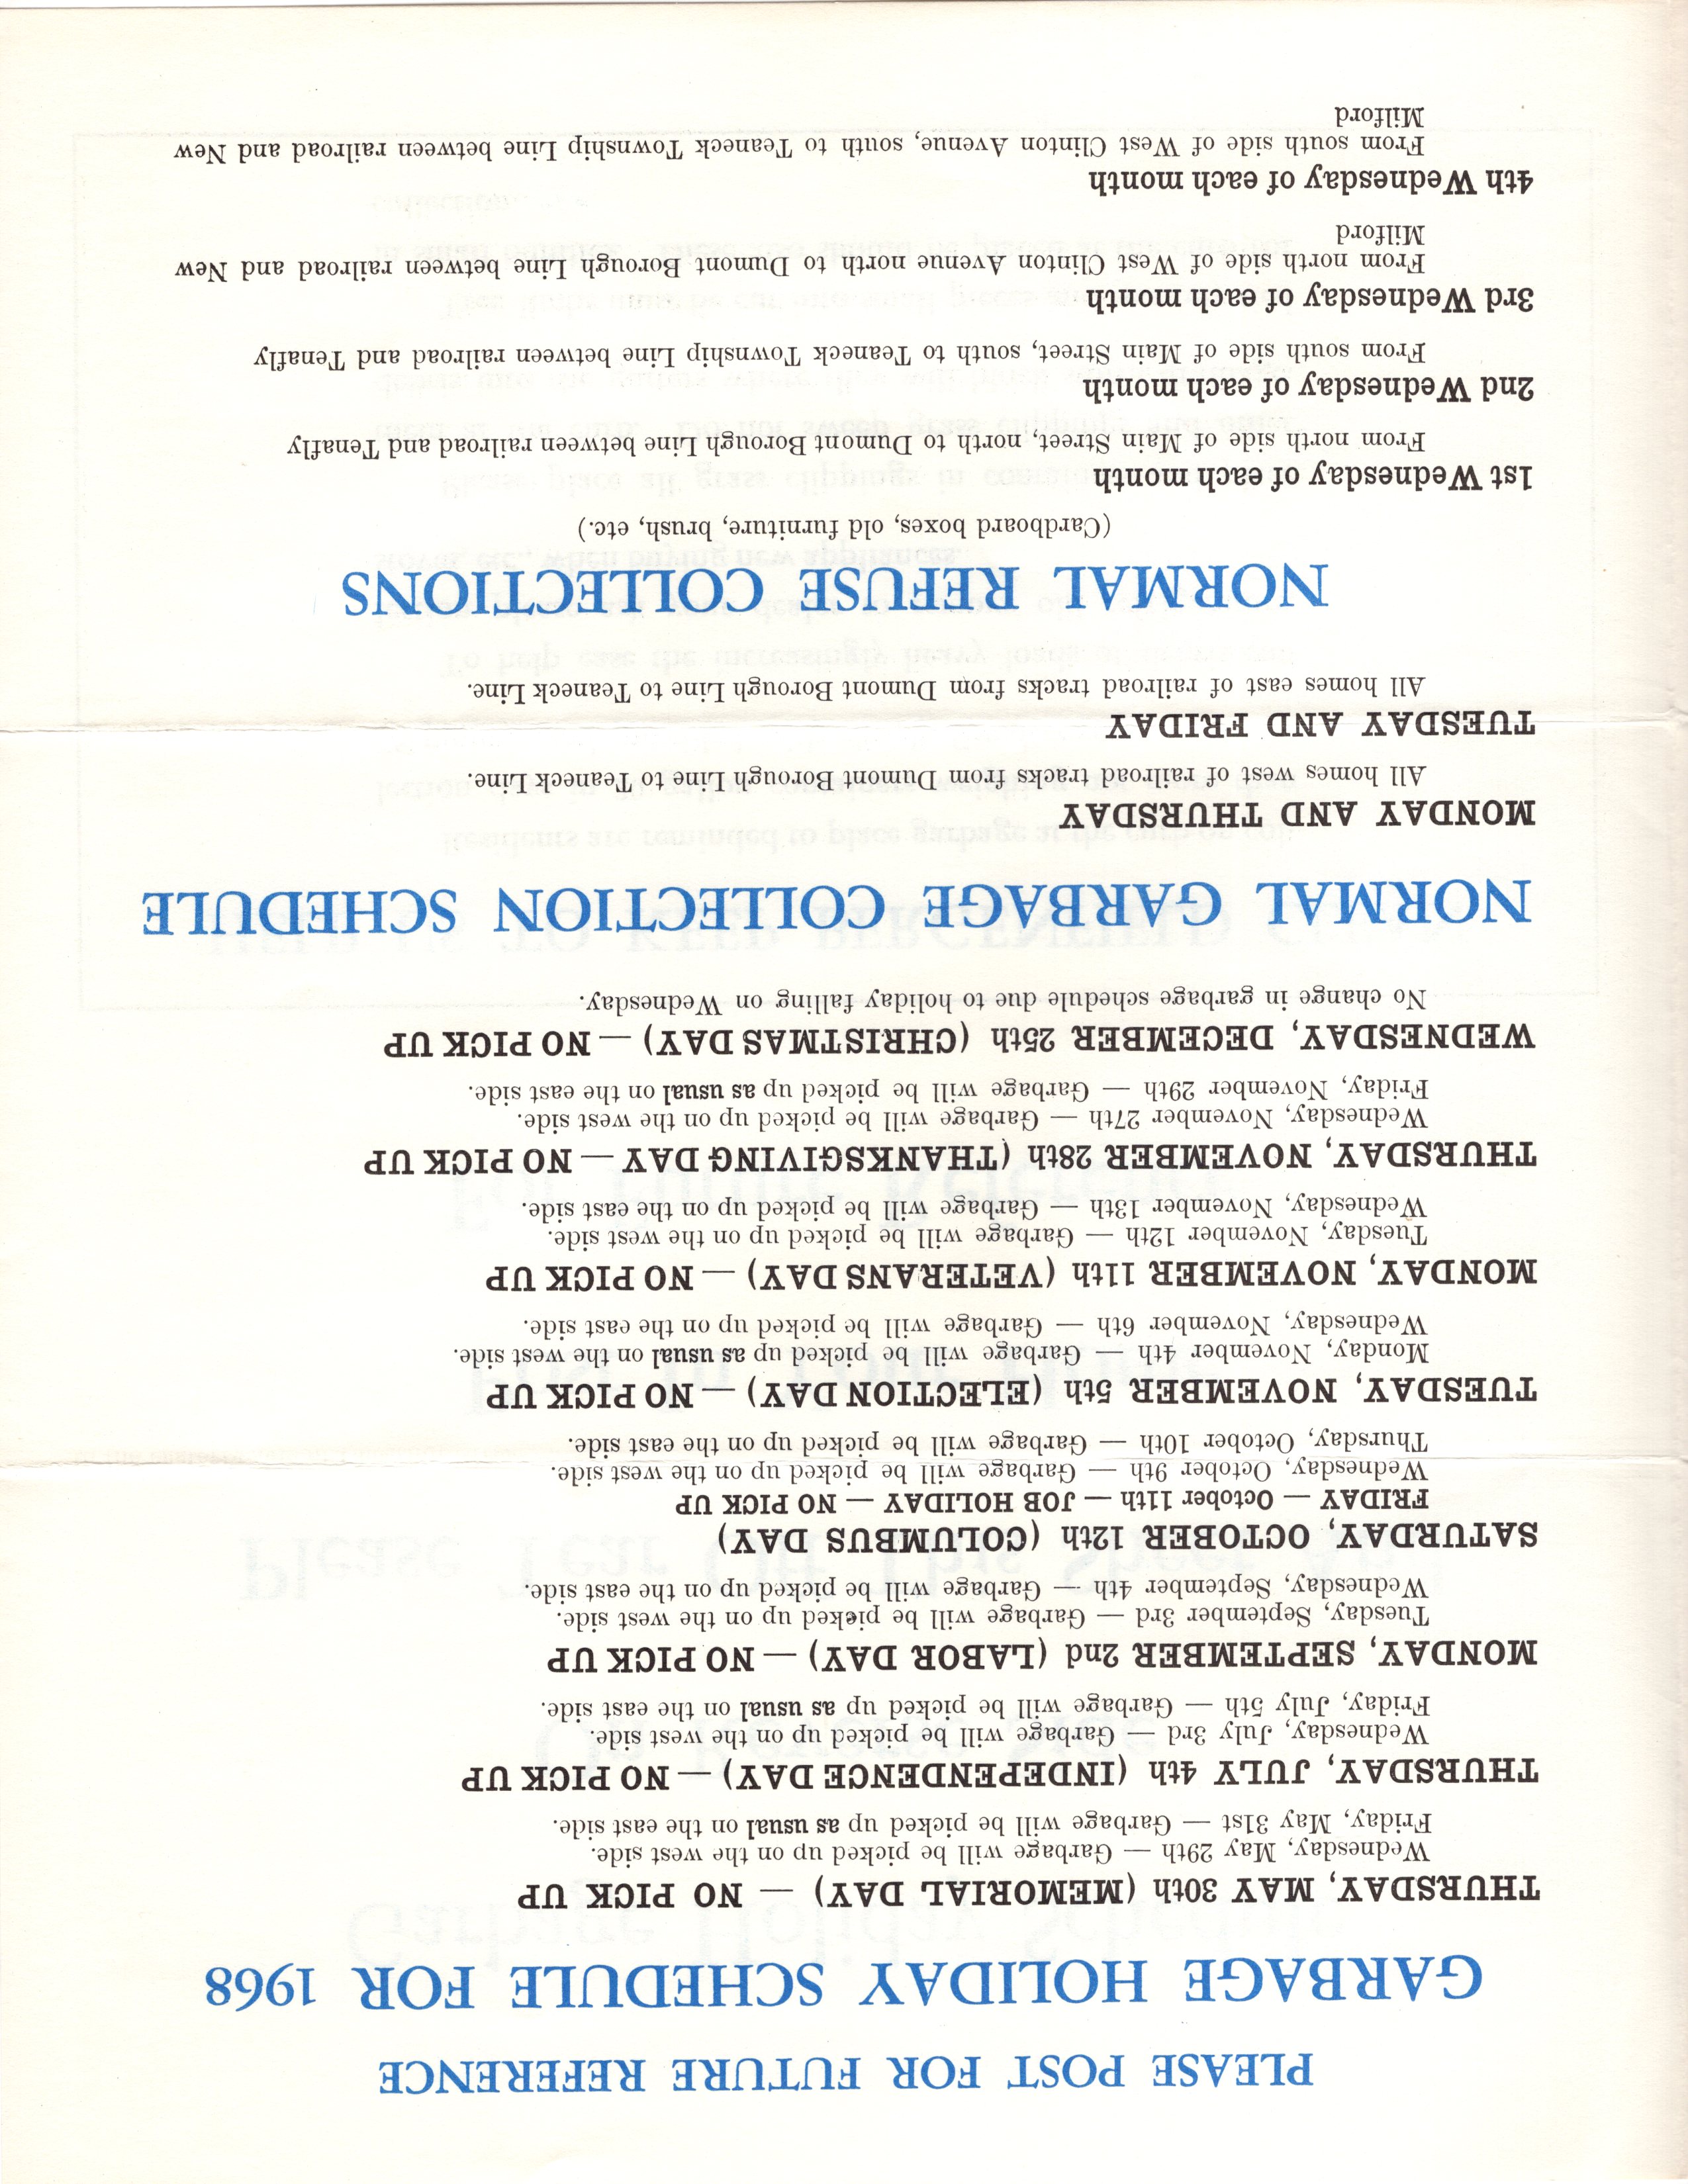 PLEASE POST FOR FUTURE REFERENCE
GARBAGE HOLIDAY SCHEDULE FOR 1968
THURSDAY, MAY 30th (MEMORIAL DAY) — NO PICK UP
Wednesday, May 29th — Garbage will be picked up on the west side.
Friday, May 31st — Garbage will be picked up as usual on the east side.
THURSDAY, JULY 4th (INDEPENDENCE DAY) — NO PICK UP
Wednesday, July 3rd — Garbage will be picked up on the west side.
Friday, July 5th — Garbage will be picked up as usual on the east side.
MONDAY, SEPTEMBER 2nd (LABOR DAY) — NO PICK UP
Tuesday, September 3rd — Garbage will be picked up on the west side.
Wednesday, September 4th — Garbage will be picked up on the east side.
SATURDAY, OCTOBER 12th (COLUMBUS DAY)
FRIDAY — October 11th — JOB HOLIDAY — NO PICK UP
Wednesday, October 9th — Garbage will be picked up on the west side.
Thursday, October 10th — Garbage will be picked up on the east side.
TUESDAY, NOVEMBER 5th (ELECTION DAY) — NO PICK UP
Monday, November 4th — Garbage will be picked up as usual on the west side.
Wednesday, November 6th — Garbage will be picked up on the east side.
MONDAY, NOVEMBER 11th (VETERANS DAY) — NO PICK UP
Tuesday, November 12th — Garbage will be picked up on the west side.
Wednesday, November 13th — Garbage will be picked up on the east side.
THURSDAY, NOVEMBER 28th (THANKSGIVING DAY — NO PICK UP
Wednesday, November 27th — Garbage will be picked up on the west side.
Friday, November 29th — Garbage will be picked up as usual on the east side.
WEDNESDAY, DECEMBER 25th (CHRISTMAS DAY) — NO PICK UP
No change in garbage schedule due to holiday falling on Wednesday.
NORMAL GARBAGE COLLECTION SCHEDULE
MONDAY AND THURSDAY
All homes west of railroad tracks from Dumont Borough Line to Teaneck Line.
TUESDAY AND FRIDAY
All homes east of railroad tracks from Dumont Borough Line to Teaneck Line.
NORMAL REFUSE COLLECTIONS
(Cardboard boxes, old furniture, brush, etc.)
1st Wednesday of each month
From north side of Main Street, north to Dumont Borough Line between railroad and Tenafly
2nd Wednesday of each month
From south side of Main Street, south to Teaneck Township Line between railroad and Tenafly
3rd Wednesday of each month
From north side of West Clinton Avenue north to Dumont Borough Line between railroad and New
Milford
4th Wednesday of each month
From south side of West Clinton Avenue, south to Teaneck Township Line between railroad and New
Milford